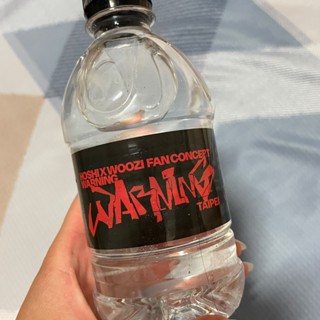 HOSHI X WOOZI FAN CONCERT
WARNING
WARNING
TAIPEI